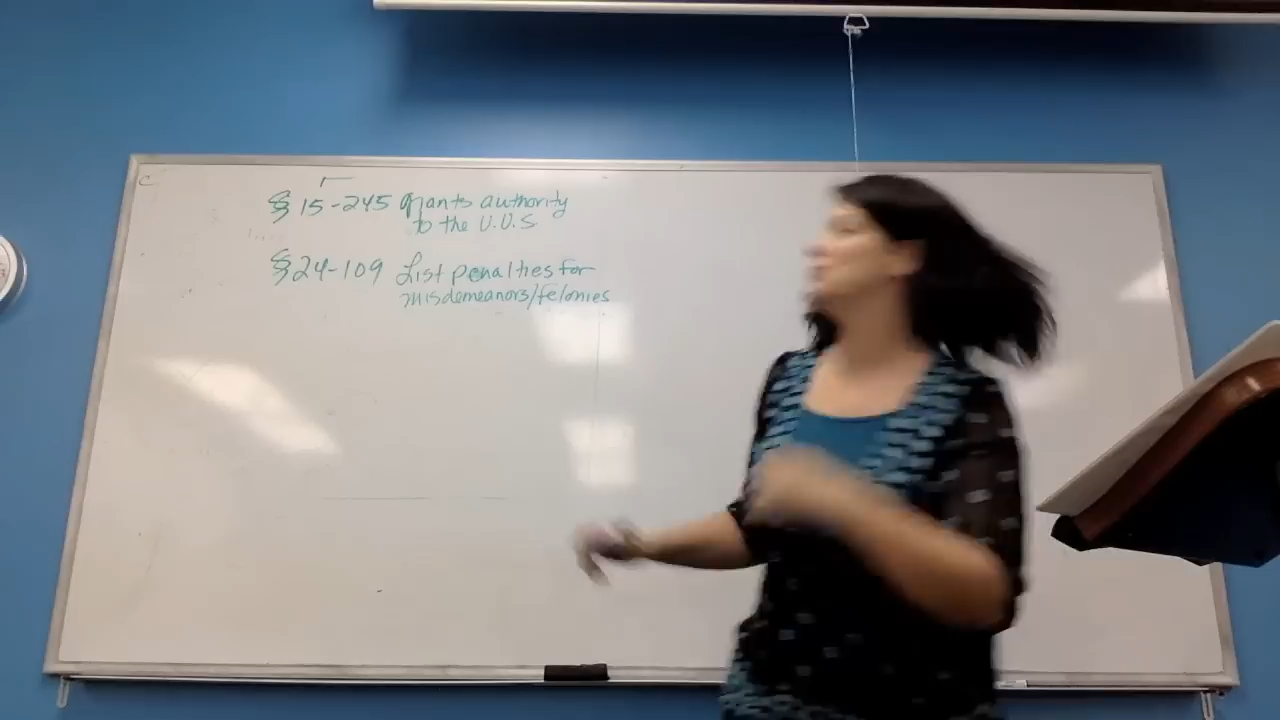 § 15-245 grants authority
to the U.U.S.
§ 24-109 List penalties for
misdemeanors/felonies